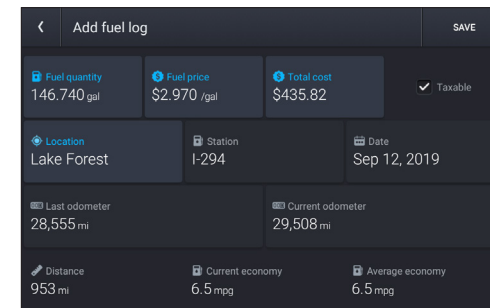 Add fuel log
SAVE
Fuel quantity
146.740 gal
Fuel price
$2.970 /gal
Total cost
$435.82
Taxable
Location
Lake Forest
Station
I-294
Date
Sep 12, 2019
Last odometer
28,555 mi
Current odometer
29,508 mi
Distance
953 mi
Current economy
6.5 mpg
Average economy
6.5 mpg